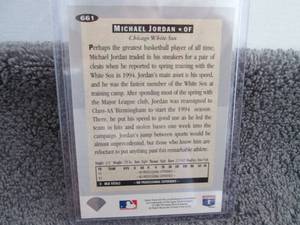 661
MICHAEL JORDAN • OF
Chicago White Sox
Perhaps the greatest basketball player of all time,
Michael Jordan traded in his sneakers for a pair of
cleats when he reported to spring training with the
White Sox in 1994. Jordan's main asset is his speed,
and he was the fastest member of the White Sox at
training camp. After spending most of the spring with
the Major League club, Jordan was reassigned to
Class-AA Birmingham to start the 1994 season.
There, he put his speed to good use as he led the
team in hits and stolen bases one week into the
campaign. Jordan's jump between sports would be
almost unprecedented, but those who know him are
reluctant to put anything past this remarkable athlete.